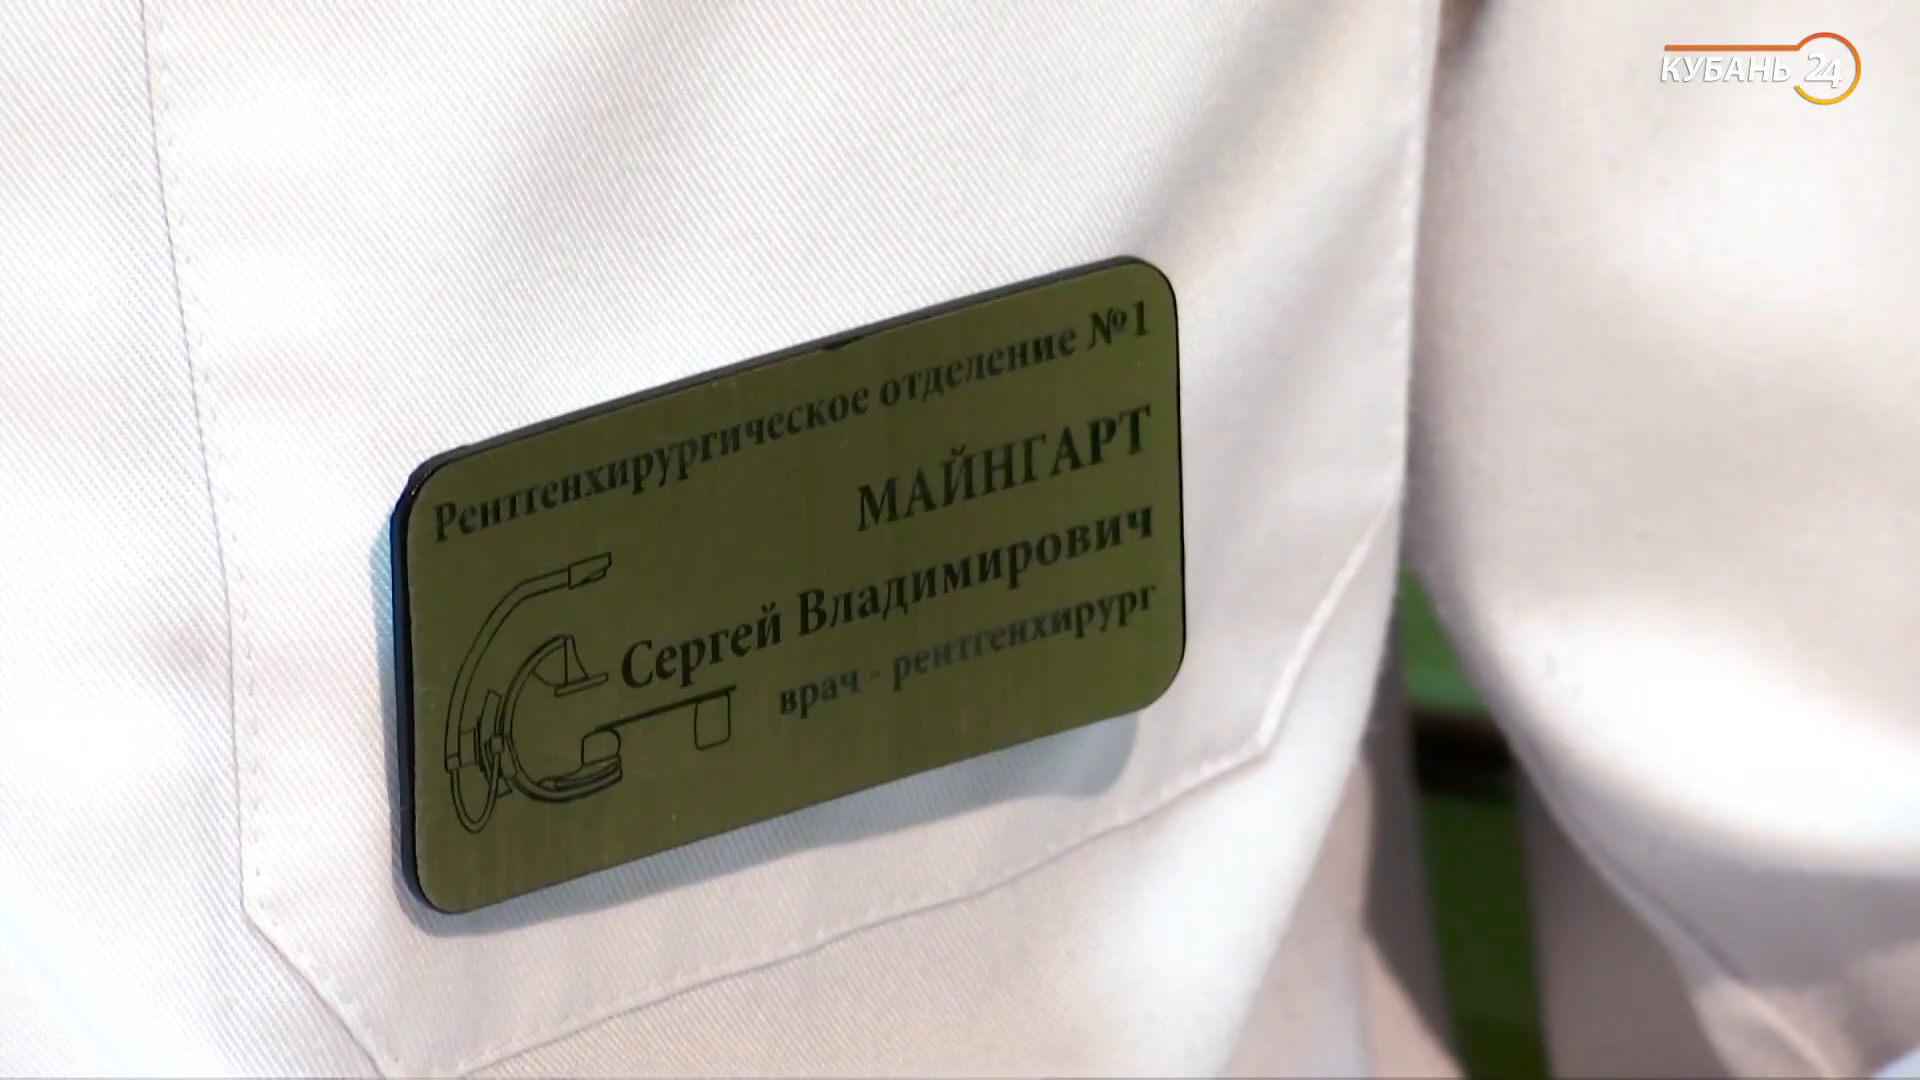 КУБАНЬ 24
Рентгенхирургическое отделение №1
МАЙНГАРТ
Сергей Владимирович
врач - рентгенхирург